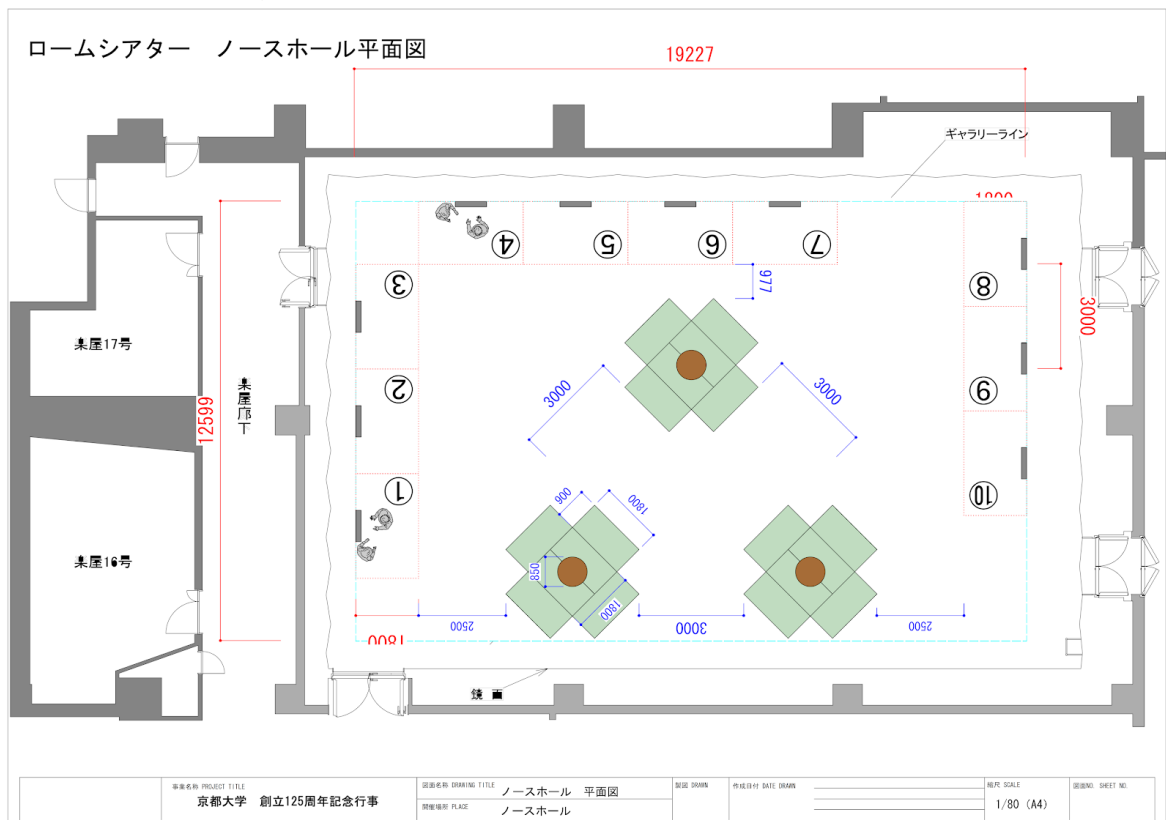 ロームシアター　ノースホール平面図
19227
ギャラリーライン
1800
④
⑤
⑥
⑦
③
⑧
977
3000
楽屋17号
楽屋廊下
12599
②
3000
3000
⑨
①
⑩
900
1800
850
1800
楽屋16号
2500
3000
2500
1800
鏡 面
事業名称 PROJECT TITLE
京都大学　創立125周年記念行事
図面名称 DRAWING TITLE
ノースホール　平面図
開催場所 PLACE
ノースホール
製図 DRAWN
作成日付 DATE DRAWN
縮尺 SCALE
1/80（A4）
図面NO. SHEET NO.